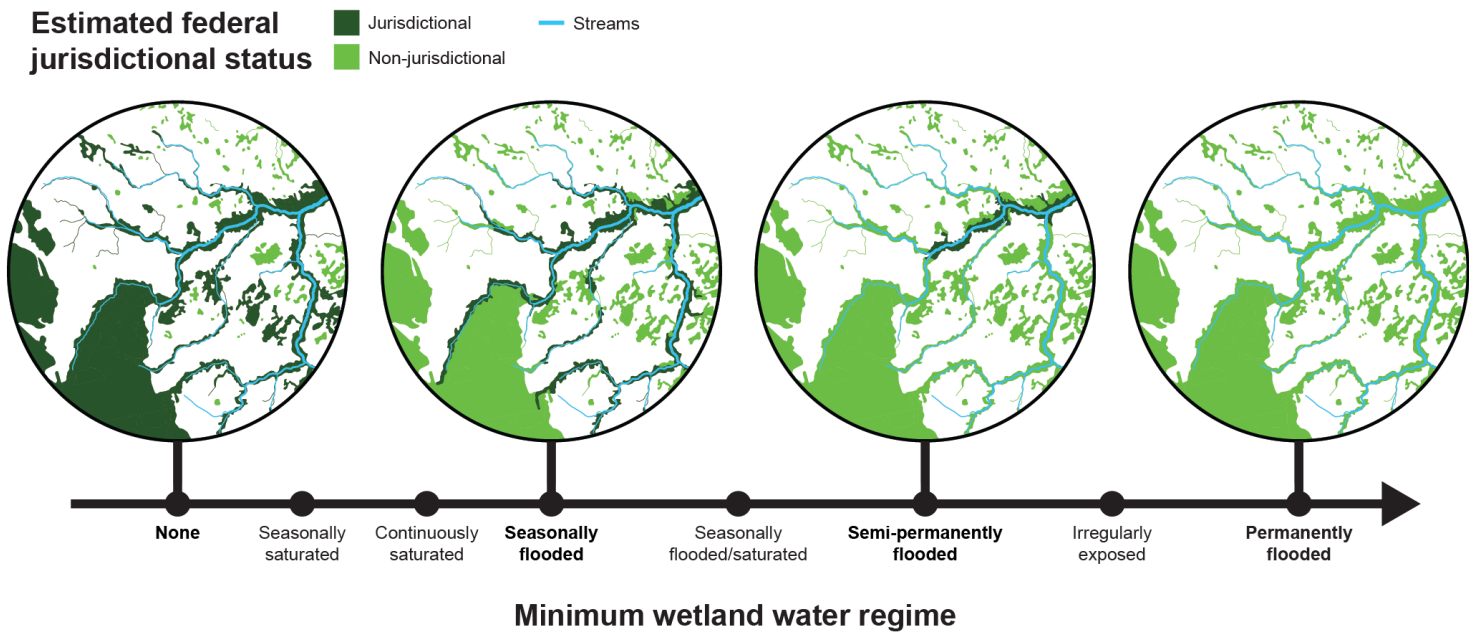 Estimated federal
jurisdictional status
Jurisdictional
Non-jurisdictional
Streams
None
Seasonally
saturated
Continuously
saturated
Seasonally
flooded
Seasonally
flooded/saturated
Semi-permanently
flooded
Irregularly
exposed
Permanently
flooded
Minimum wetland water regime